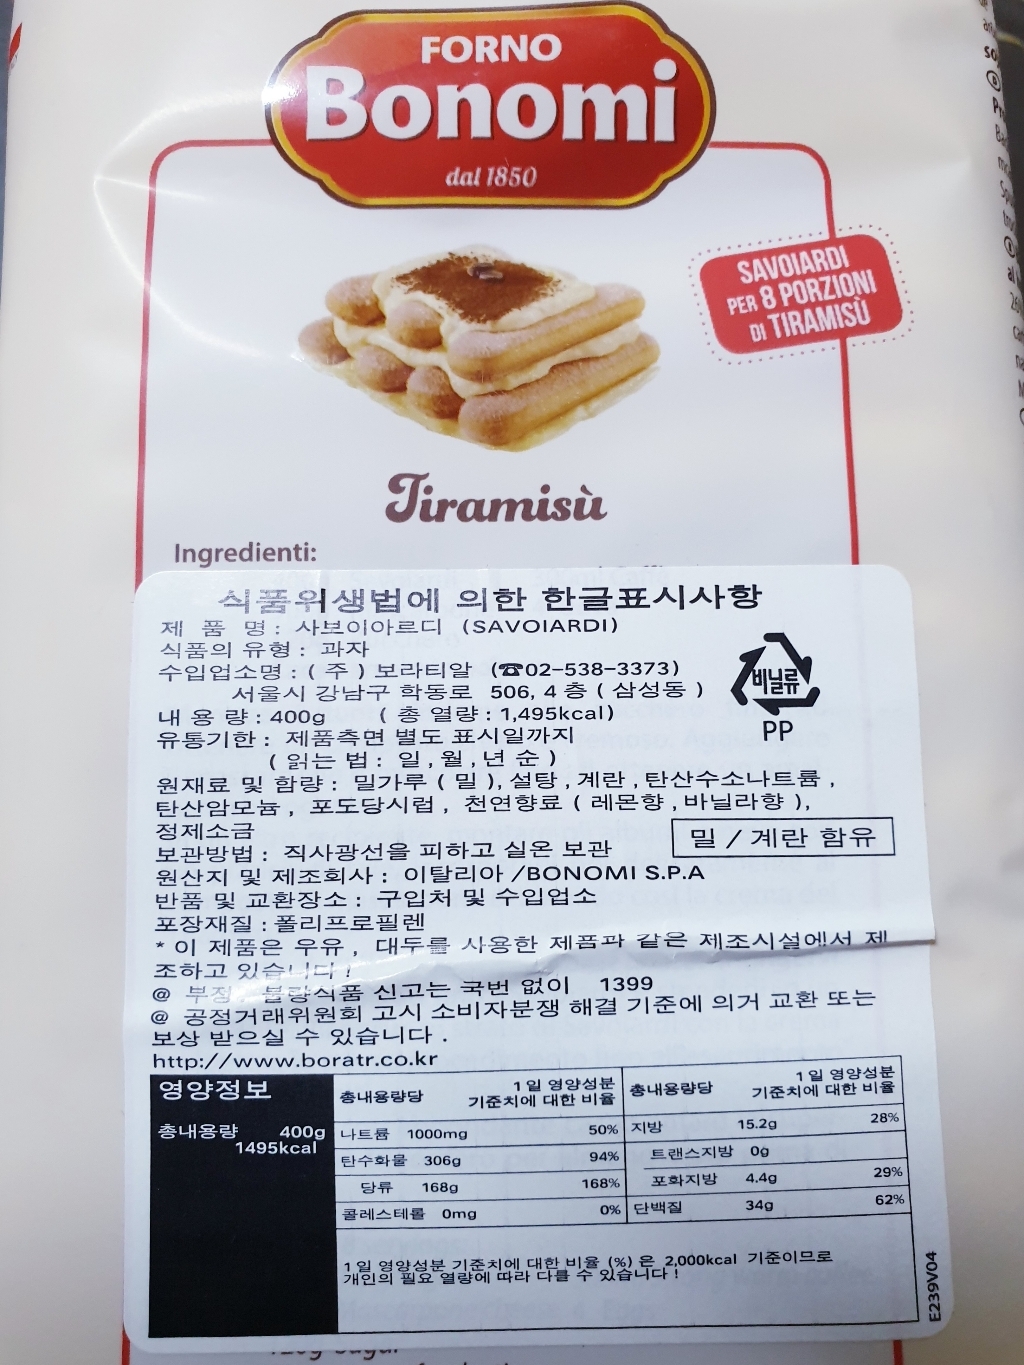 FORNO
Bonomi
dal 1850
SAVOIARDI
PER 8 PORZIONI
DI TIRAMISÙ
Tiramisù
Ingredienti:
식품위생법에 의한 한글표시사항
제 품 명 : 사보이아르디 (SAVOIARDI)
식품의 유형 : 과자
수입업소명 : ( 주 ) 보라티알 (☎02-538-3373)
서울시 강남구 학동로 506, 4 층 ( 삼성동 )
내 용 량 : 400g ( 총 열량 : 1,495kcal)
유통기한 : 제품측면 별도 표시일까지
( 읽는 법 : 일 , 월 , 년 순 )
원재료 및 함량 : 밀가루 ( 밀 ), 설탕 , 계란 , 탄산수소나트륨 ,
탄산암모늄 , 포도당시럽 , 천연향료 ( 레몬향 , 바닐라향 ),
정제소금
밀 / 계란 함유
보관방법 : 직사광선을 피하고 실온 보관
원산지 및 제조회사 : 이탈리아 /BONOMI S.P.A
반품 및 교환장소 : 구입처 및 수입업소
포장재질 : 폴리프로필렌
* 이 제품은 우유 , 대두를 사용한 제품과 같은 제조시설에서 제
조하고 있습니다 !
@ 부정 , 불량식품 신고는 국번 없이 1399
@ 공정거래위원회 고시 소비자분쟁 해결 기준에 의거 교환 또는
보상 받으실 수 있습니다 .
http://www.boratr.co.kr
비닐류
PP
영양정보
총내용량 400g
1495kcal
총내용량당 1 일 영양성분
기준치에 대한 비율
나트륨 1000mg 50%
탄수화물 306g 94%
당류 168g 168%
콜레스테롤 0mg 0%
총내용량당 1 일 영양성분
기준치에 대한 비율
지방 15.2g 28%
트랜스지방 0g
포화지방 4.4g 29%
단백질 34g 62%
1 일 영양성분 기준치에 대한 비율 (%) 은 2,000kcal 기준이므로
개인의 필요 열량에 따라 다를 수 있습니다 !
E239V04